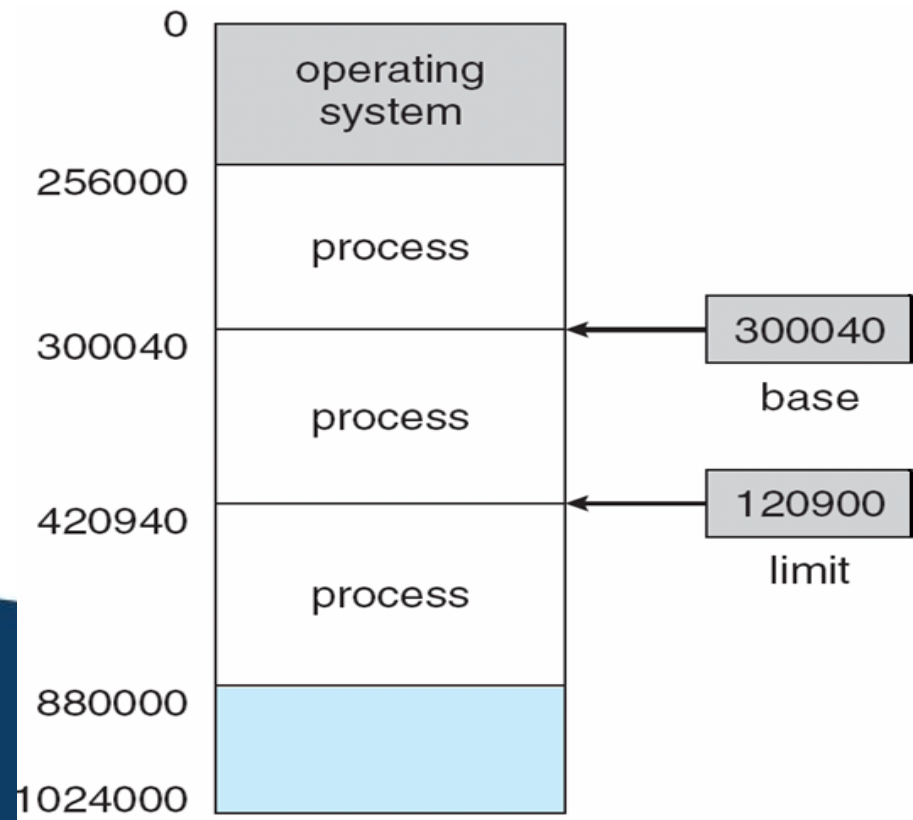 0
operating
system
256000
process
300040
300040
base
process
420940
120900
limit
process
880000
1024000